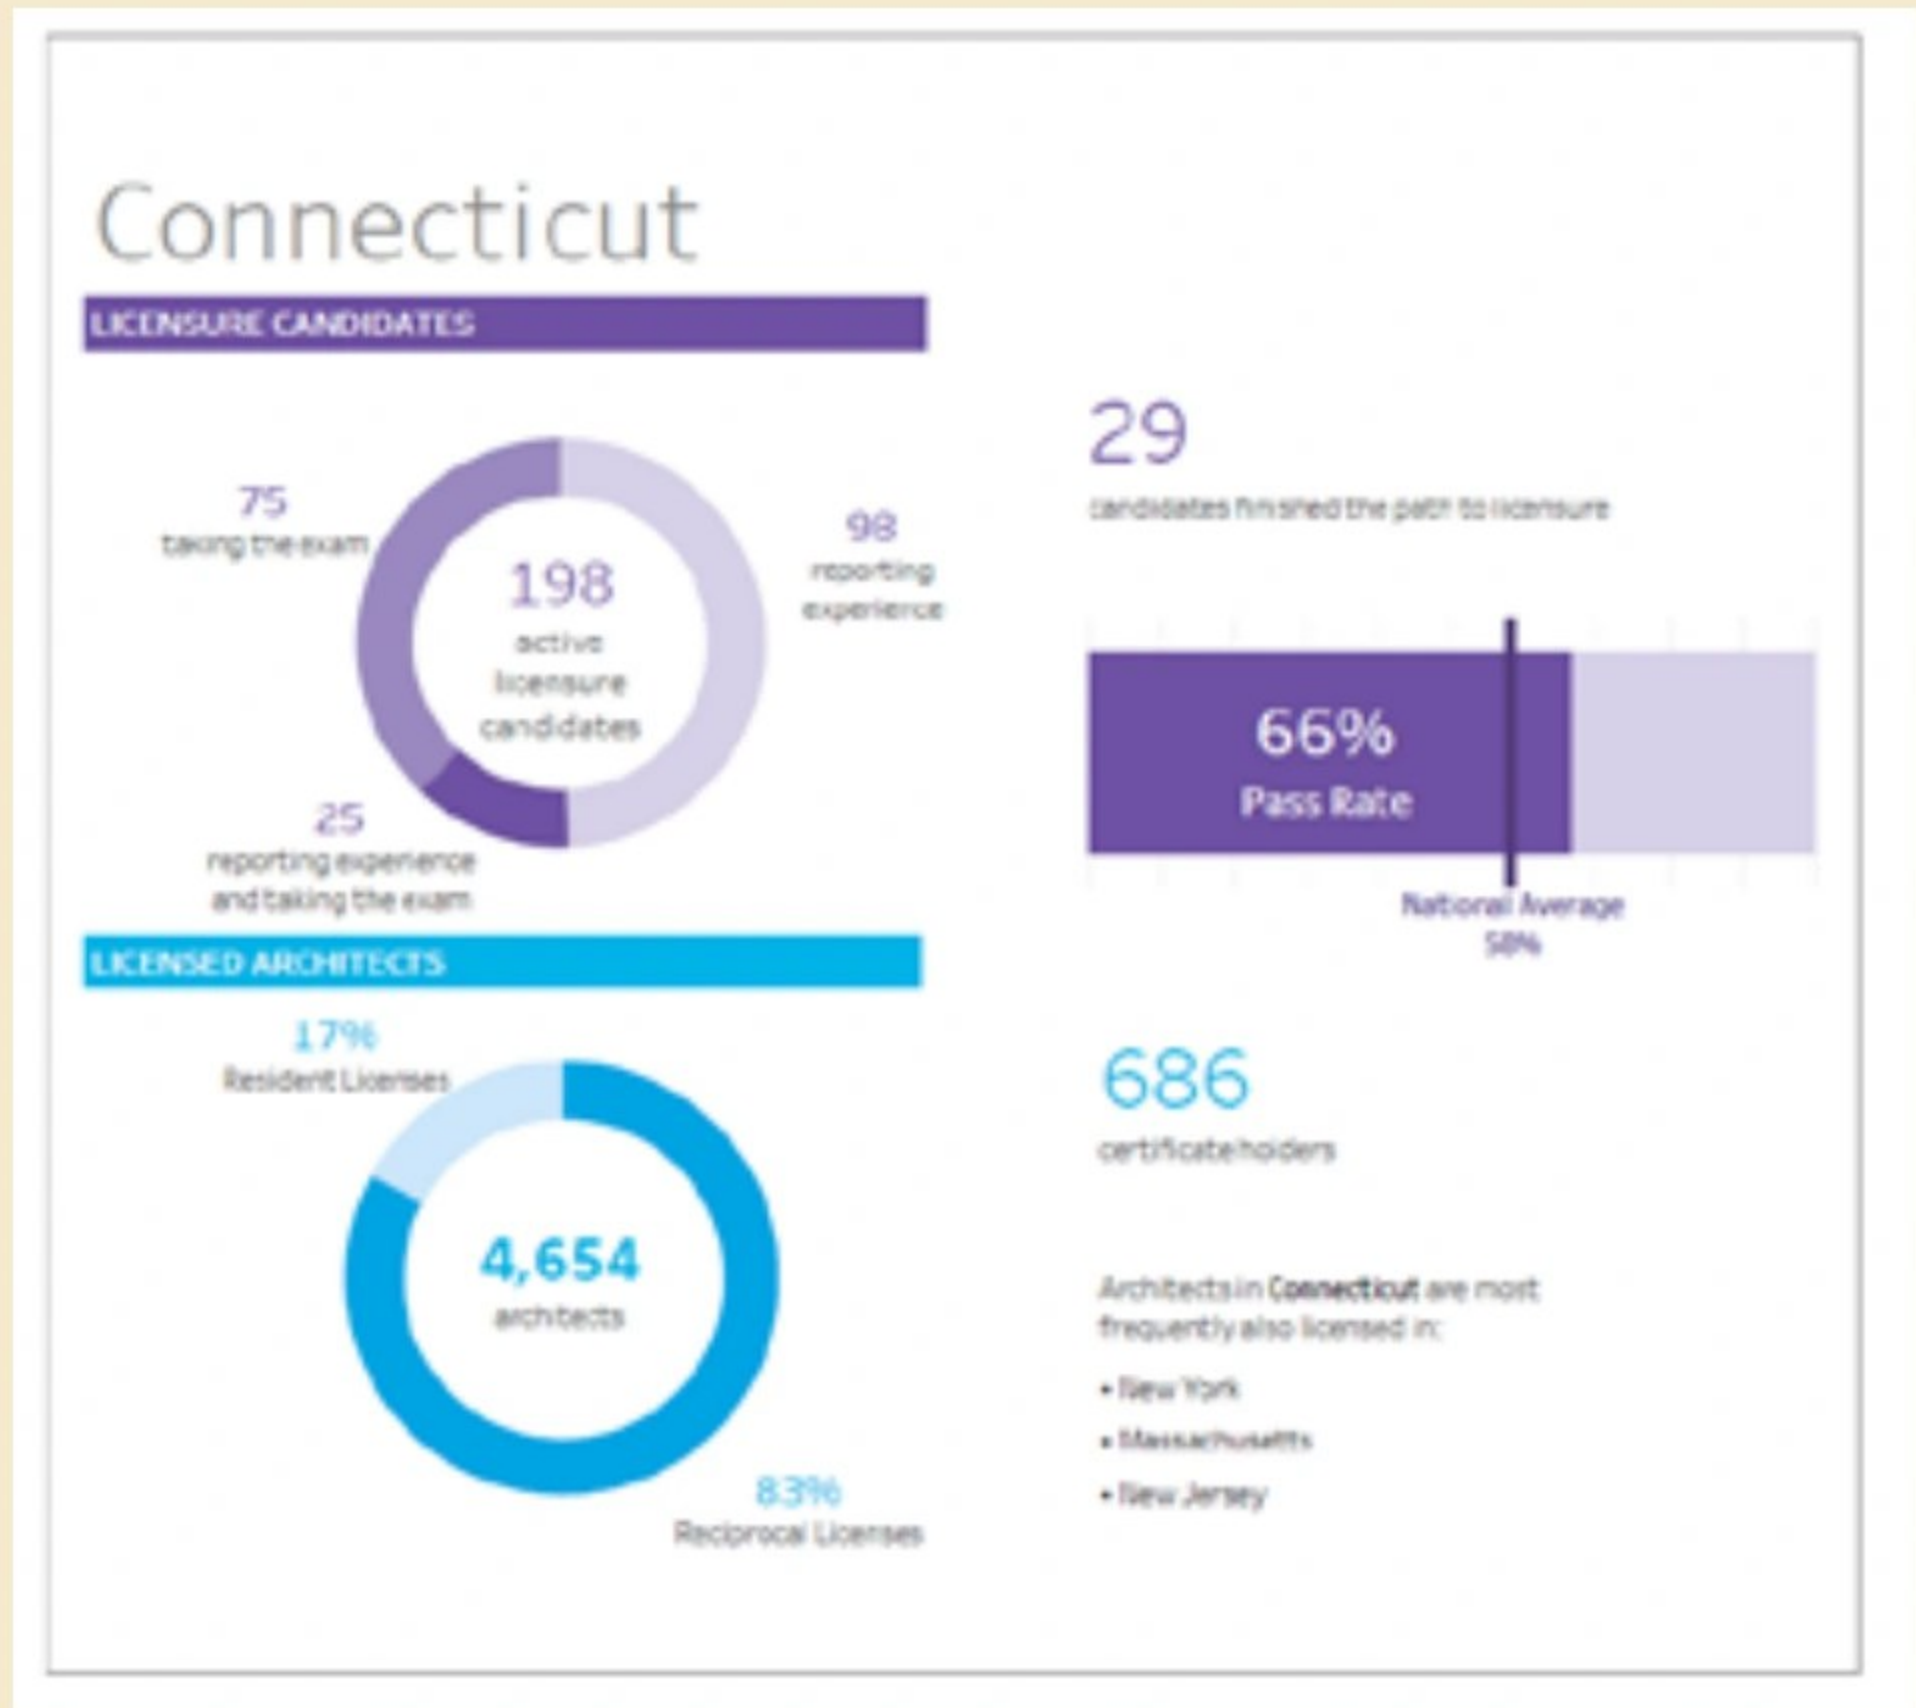 Connecticut
LICENSURE CANDIDATES
75
taking the exam
98
reporting
experience
198
active
licensure
candidates
25
reporting experience
and taking the exam
29
candidates finished the path to licensure
66%
Pass Rate
National Average
58%
LICENSED ARCHITECTS
17%
Resident Licenses
4,654
architects
83%
Reciprocal Licenses
686
certificate holders
Architects in Connecticut are most
frequently also licensed in:
• New York
• Massachusetts
• New Jersey